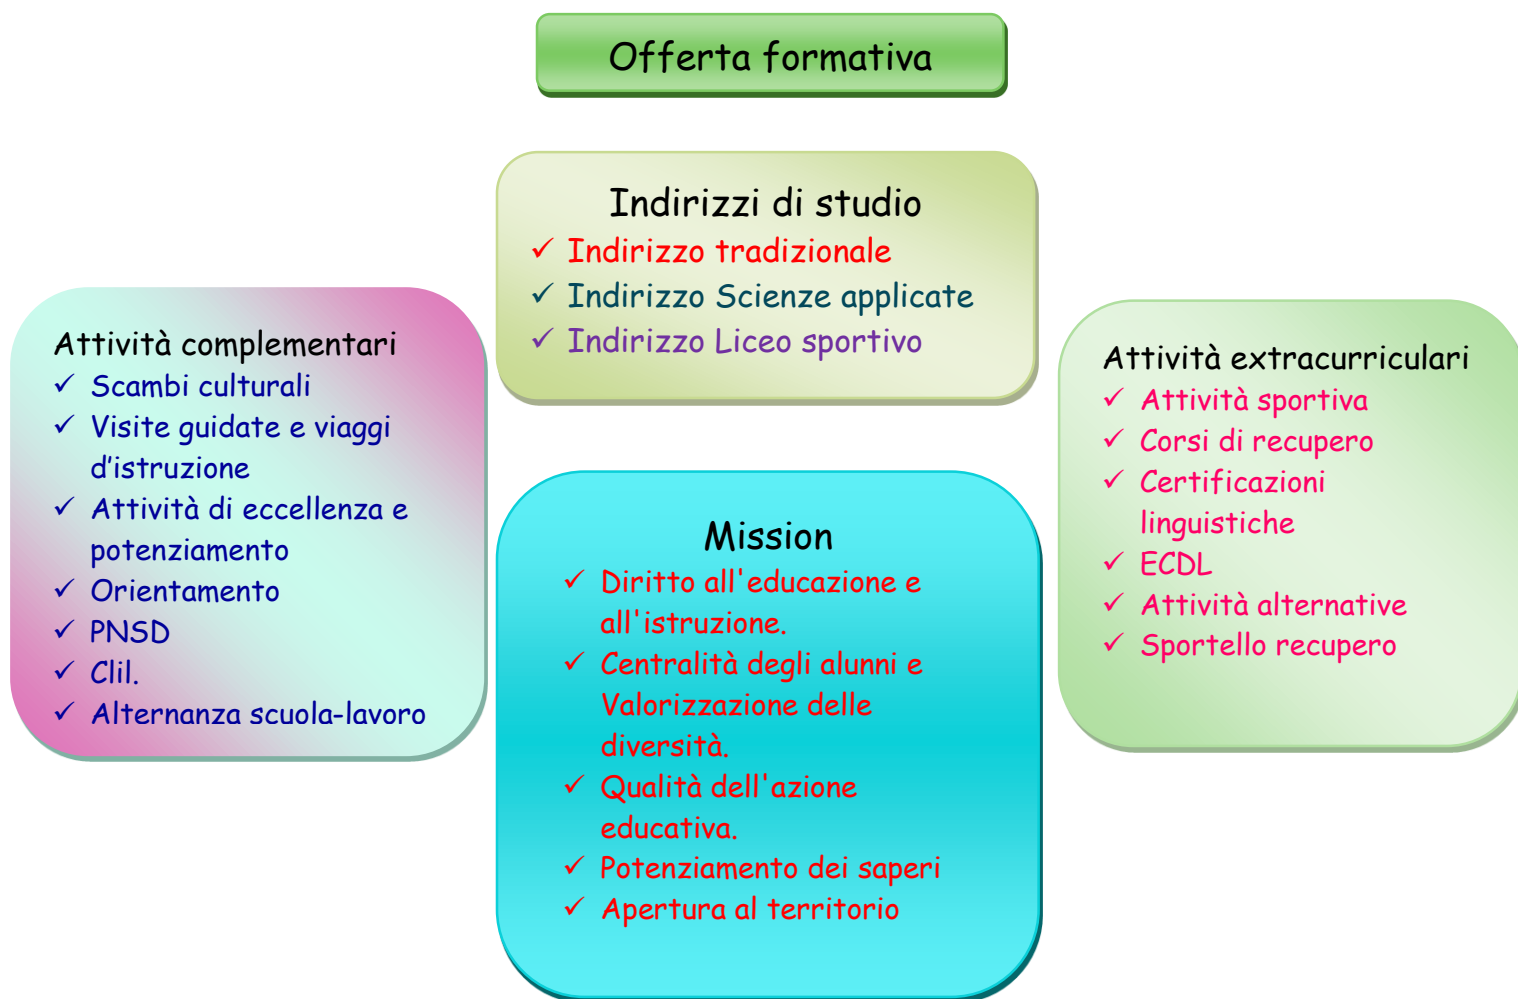 Offerta formativa
Indirizzi di studio
✓ Indirizzo tradizionale
✓ Indirizzo Scienze applicate
✓ Indirizzo Liceo sportivo
Attività complementari
✓ Scambi culturali
✓ Visite guidate e viaggi
d'istruzione
✓ Attività di eccellenza e
potenziamento
✓ Orientamento
✓ PNSD
✓ Clil.
✓ Alternanza scuola-lavoro
Mission
✓ Diritto all'educazione e
all'istruzione.
✓ Centralità degli alunni e
Valorizzazione delle
diversità.
✓ Qualità dell'azione
educativa.
✓ Potenziamento dei saperi
✓ Apertura al territorio
Attività extracurriculari
✓ Attività sportiva
✓ Corsi di recupero
✓ Certificazioni
linguistiche
✓ ECDL
✓ Attività alternative
✓ Sportello recupero